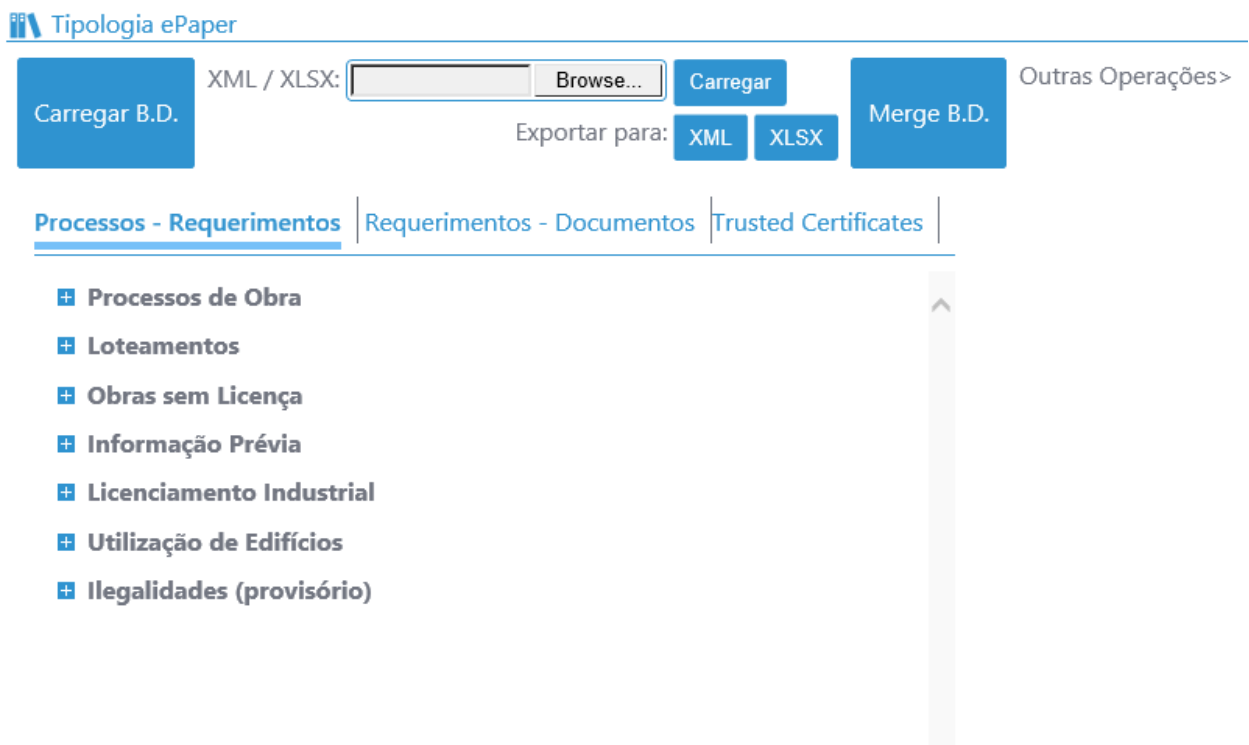 Tipologia ePaper
Carregar B.D.
XML / XLSX:
Browse...
Carregar
Exportar para:
XML
XLSX
Merge B.D.
Outras Operações>
Processos - Requerimentos
Requerimentos - Documentos
Trusted Certificates
Processos de Obra
Loteamentos
Obras sem Licença
Informação Prévia
Licenciamento Industrial
Utilização de Edifícios
Ilegalidades (provisório)